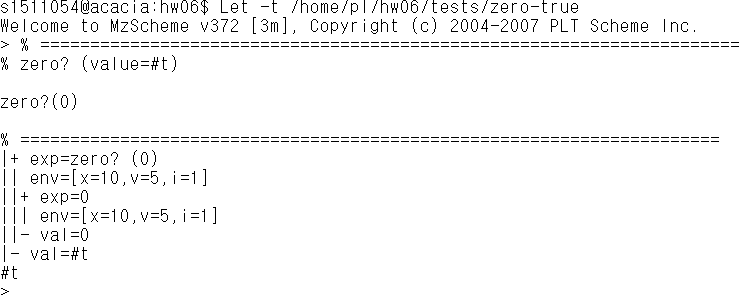 s1511054@acacia:hw06$ Let -t /home/pl/hw06/tests/zero-true
Welcome to MzScheme v372 [3m], Copyright (c) 2004-2007 PLT Scheme Inc.
> % ======================================================================
% zero? (value=#t)
zero?(0)
% ======================================================================
|+ exp=zero? (0)
|| env=[x=10,v=5,i=1]
||+ exp=0
||| env=[x=10,v=5,i=1]
||- val=0
|- val=#t
#t
>